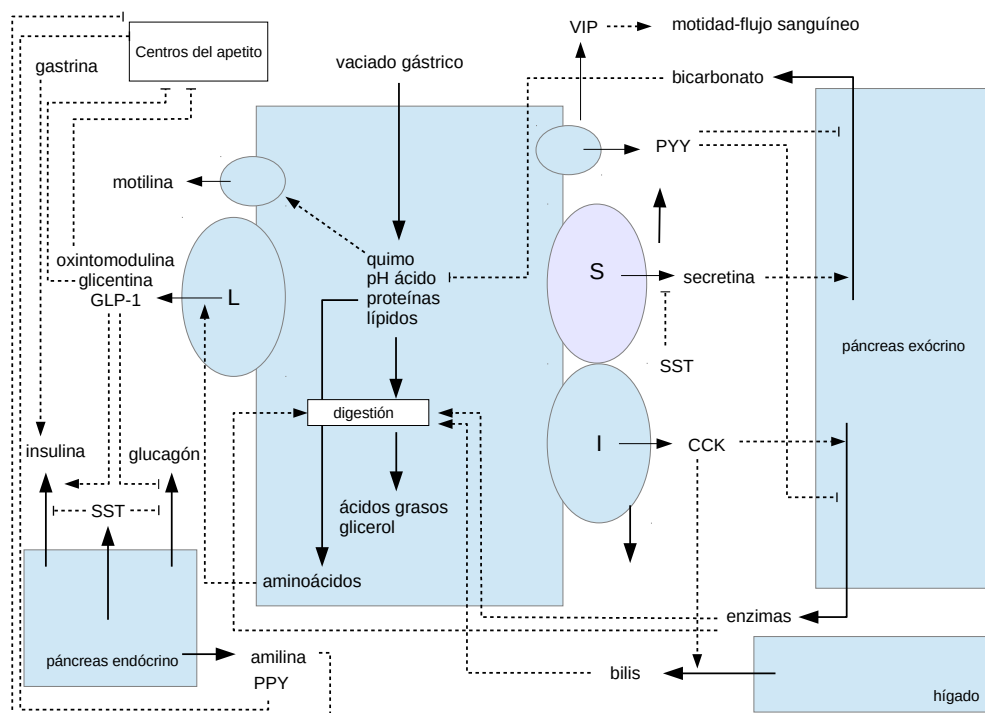 VIP
motidad-flujo sanguíneo
Centros del apetito
gastrina
vaciado gástrico
bicarbonato
PYY
motilina
oxintomodulina
glicentina
GLP-1
L
quimo
pH ácido
proteínas
lípidos
S
secretina
páncreas exócrino
SST
digestión
insulina
glucagón
I
CCK
SST
ácidos grasos
glicerol
aminoácidos
enzimas
páncreas endócrino
amilina
PPY
bilis
hígado